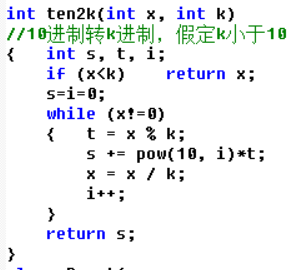 int ten2k(int x, int k)
//10进制转k进制，假定k小于10
{   int s, t, i;
    if (x<k)    return x;
    s=i=0;
    while (x!=0)
    {   t = x % k;
        s += pow(10, i)*t;
        x = x / k;
        i++;
    }
    return s;
}